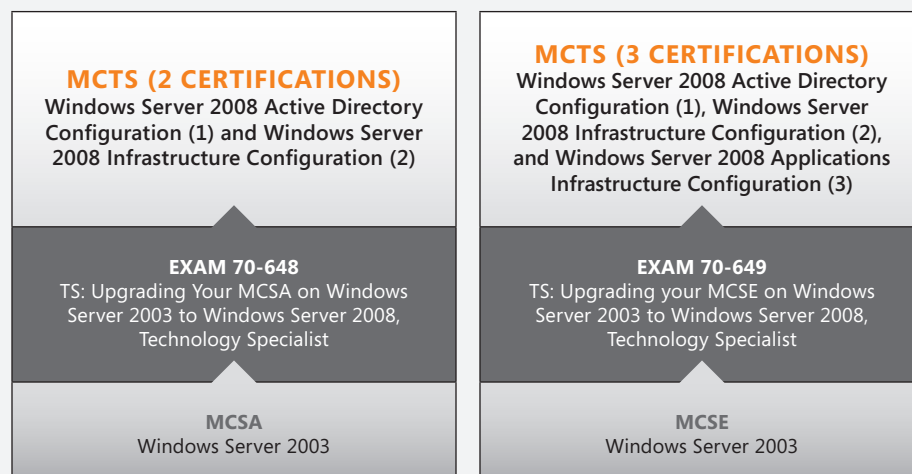 MCTS (2 CERTIFICATIONS)
Windows Server 2008 Active Directory
Configuration (1) and Windows Server
2008 Infrastructure Configuration (2)
EXAM 70-648
TS: Upgrading Your MCSA on Windows
Server 2003 to Windows Server 2008,
Technology Specialist
MCSA
Windows Server 2003
MCTS (3 CERTIFICATIONS)
Windows Server 2008 Active Directory
Configuration (1), Windows Server
2008 Infrastructure Configuration (2),
and Windows Server 2008 Applications
Infrastructure Configuration (3)
EXAM 70-649
TS: Upgrading your MCSE on Windows
Server 2003 to Windows Server 2008,
Technology Specialist
MCSE
Windows Server 2003